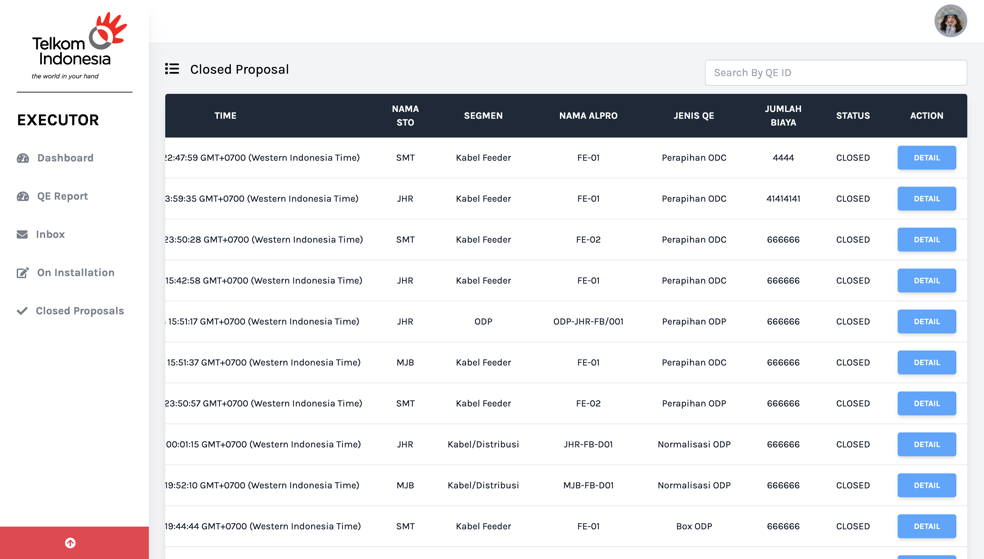 Telkom
Indonesia
the world in your hand
EXECUTOR
Dashboard
QE Report
Inbox
On Installation
Closed Proposals
Closed Proposal
Search By QE ID
TIME NAMA STO SEGMEN NAMA ALPRO JENIS QE JUMLAH BIAYA STATUS ACTION
22:47:59 GMT+0700 (Western Indonesia Time) SMT Kabel Feeder FE-01 Perapihan ODC 4444 CLOSED DETAIL
3:59:35 GMT+0700 (Western Indonesia Time) JHR Kabel Feeder FE-01 Perapihan ODC 41414141 CLOSED DETAIL
23:50:28 GMT+0700 (Western Indonesia Time) SMT Kabel Feeder FE-02 Perapihan ODC 666666 CLOSED DETAIL
15:42:58 GMT+0700 (Western Indonesia Time) JHR Kabel Feeder FE-01 Perapihan ODC 666666 CLOSED DETAIL
15:51:17 GMT+0700 (Western Indonesia Time) JHR ODP ODP-JHR-FB/001 Perapihan ODP 666666 CLOSED DETAIL
15:51:37 GMT+0700 (Western Indonesia Time) MJB Kabel Feeder FE-01 Perapihan ODC 666666 CLOSED DETAIL
23:50:57 GMT+0700 (Western Indonesia Time) SMT Kabel Feeder FE-02 Perapihan ODP 666666 CLOSED DETAIL
00:01:15 GMT+0700 (Western Indonesia Time) JHR Kabel/Distribusi JHR-FB-D01 Normalisasi ODP 666666 CLOSED DETAIL
19:52:10 GMT+0700 (Western Indonesia Time) MJB Kabel/Distribusi MJB-FB-D01 Normalisasi ODP 666666 CLOSED DETAIL
19:44:44 GMT+0700 (Western Indonesia Time) SMT Kabel Feeder FE-01 Box ODP 666666 CLOSED DETAIL